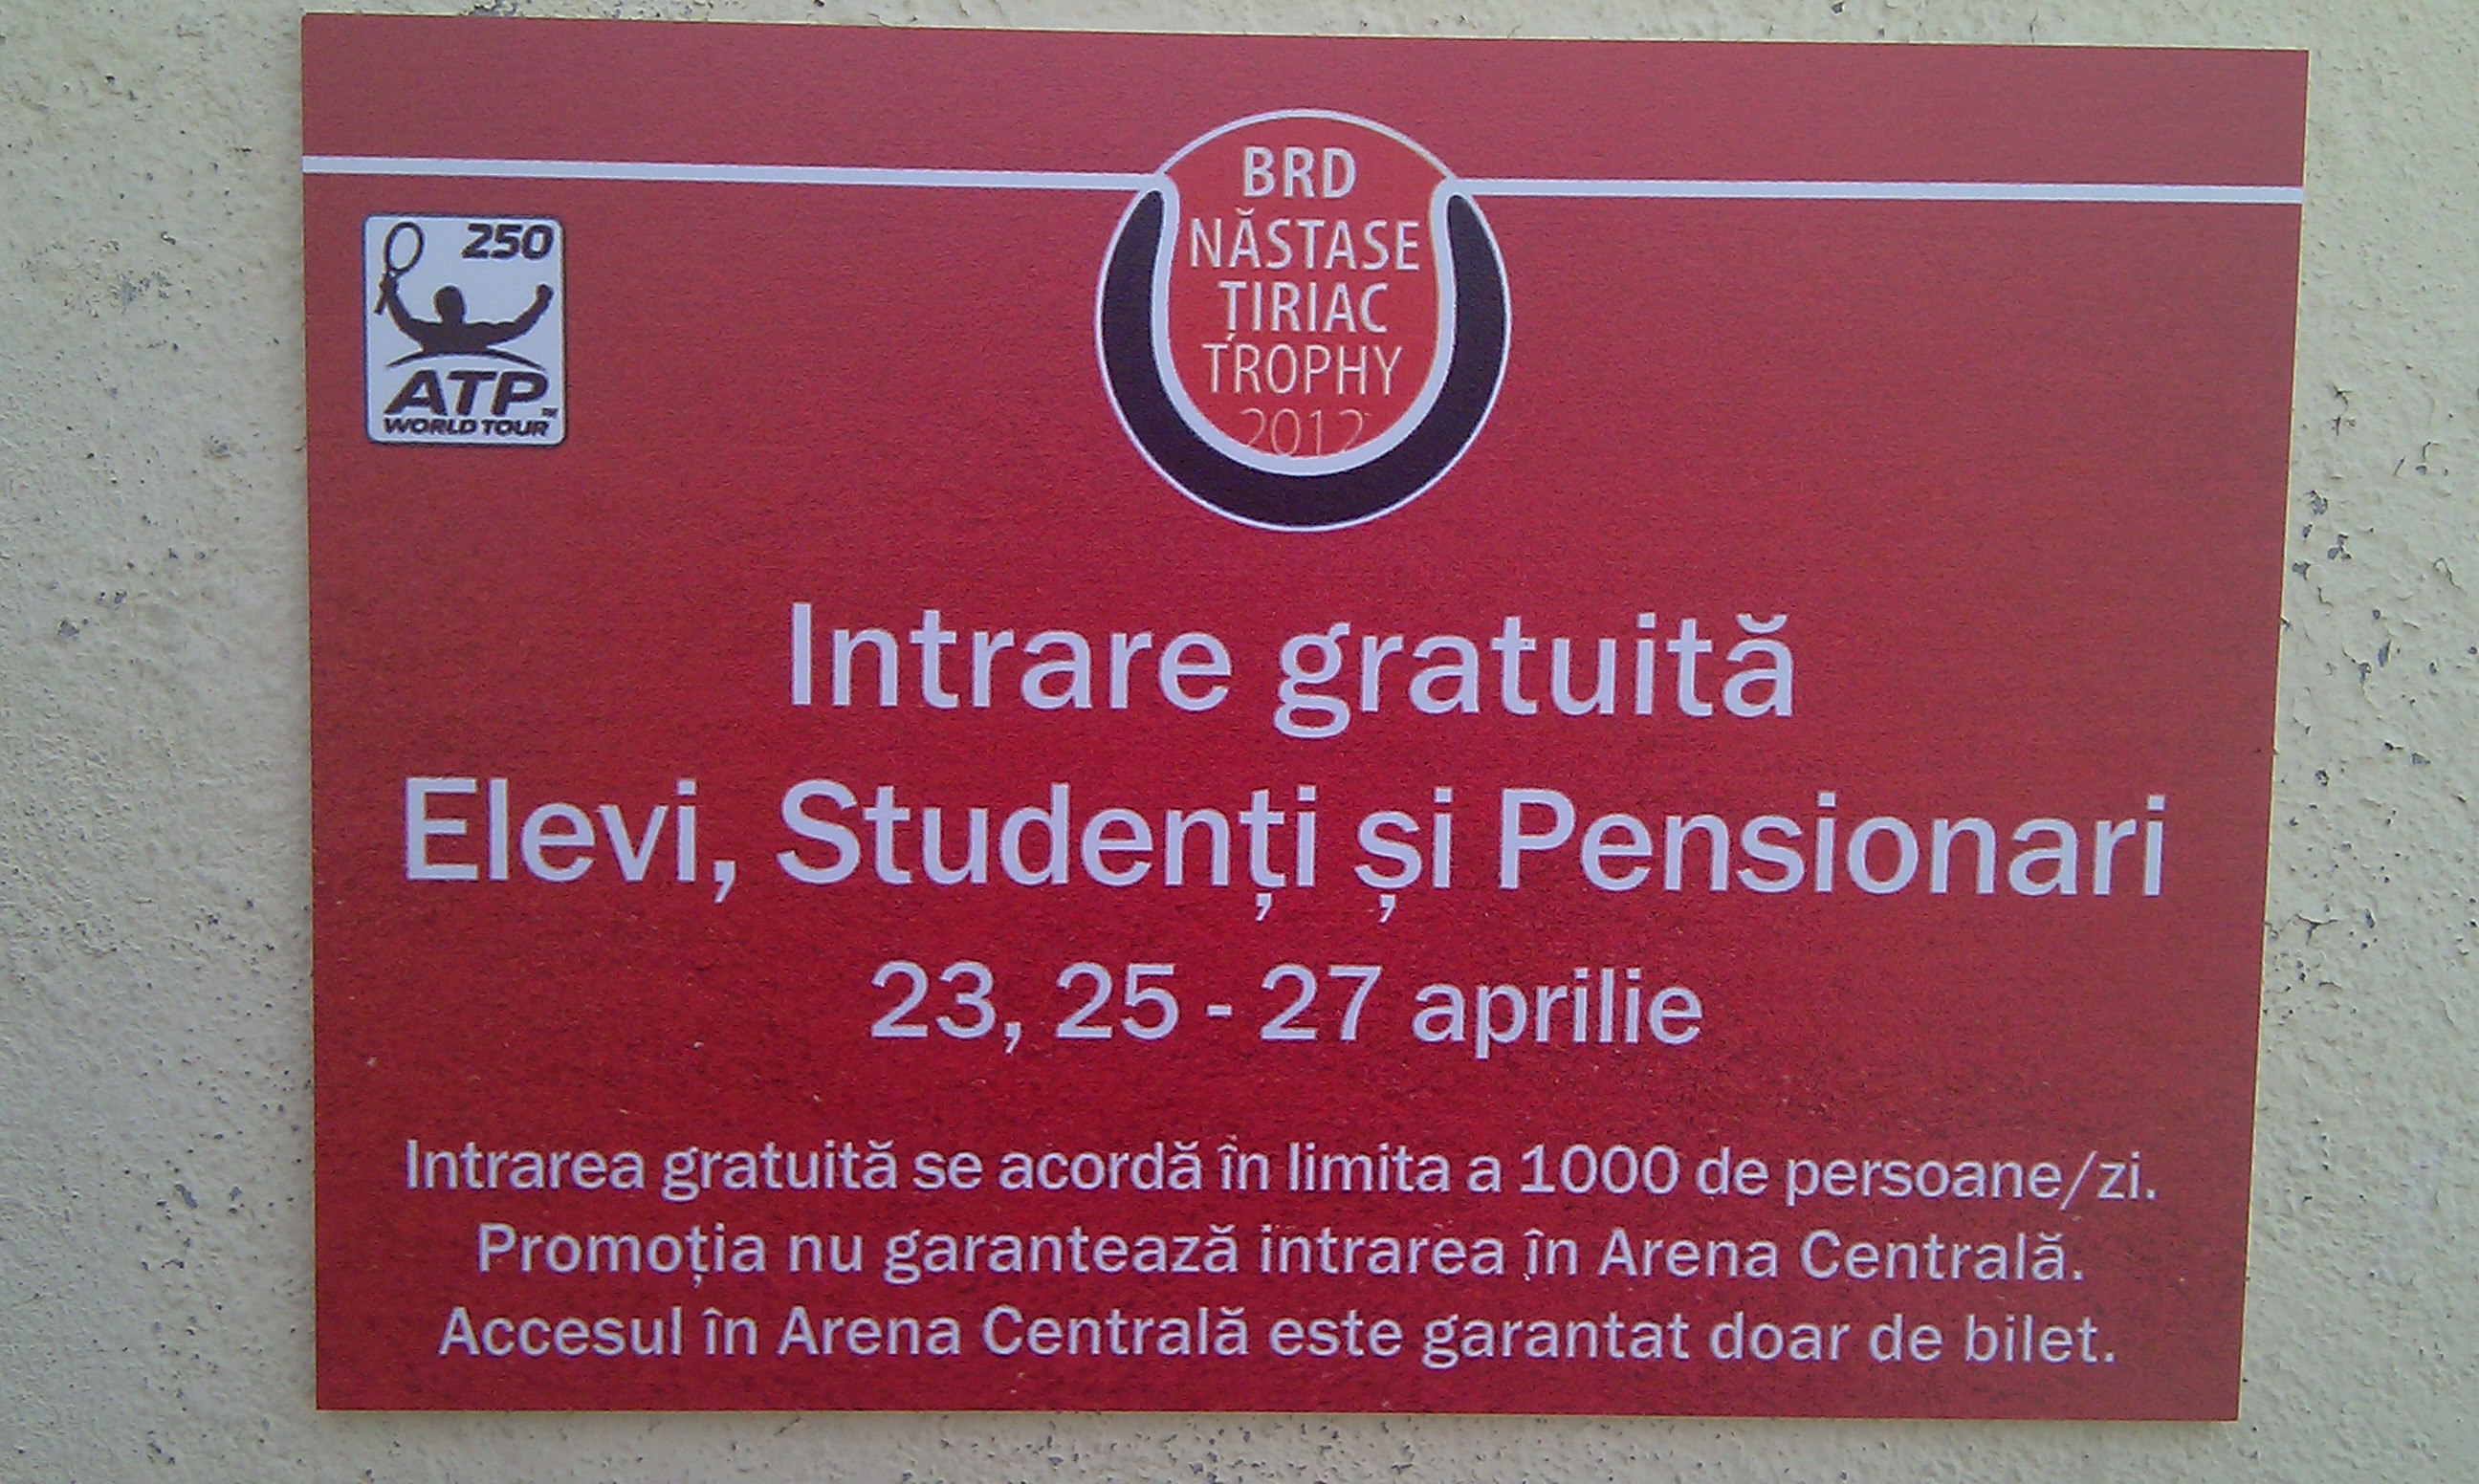 BRD
NĂSTASE
ȚIRIAC
TROPHY
2012
250
ATP™
WORLD TOUR
Intrare gratuită
Elevi, Studenți și Pensionari
23, 25 - 27 aprilie
Intrarea gratuită se acordă în limita a 1000 de persoane/zi.
Promoția nu garantează intrarea în Arena Centrală.
Accesul în Arena Centrală este garantat doar de bilet.